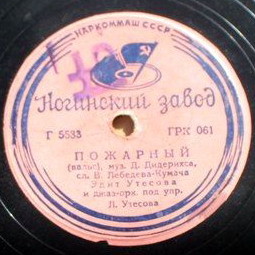 НАРКОММАШ СССР
Ногинский завод
Г 5533 ГРК 061
ПОЖАРНЫЙ
(вальс), муз. Д. Дидерихса,
сл. В. Лебедева-Кумача
Эдит Утесова
и джаз-орк. под упр.
Л. Утесова